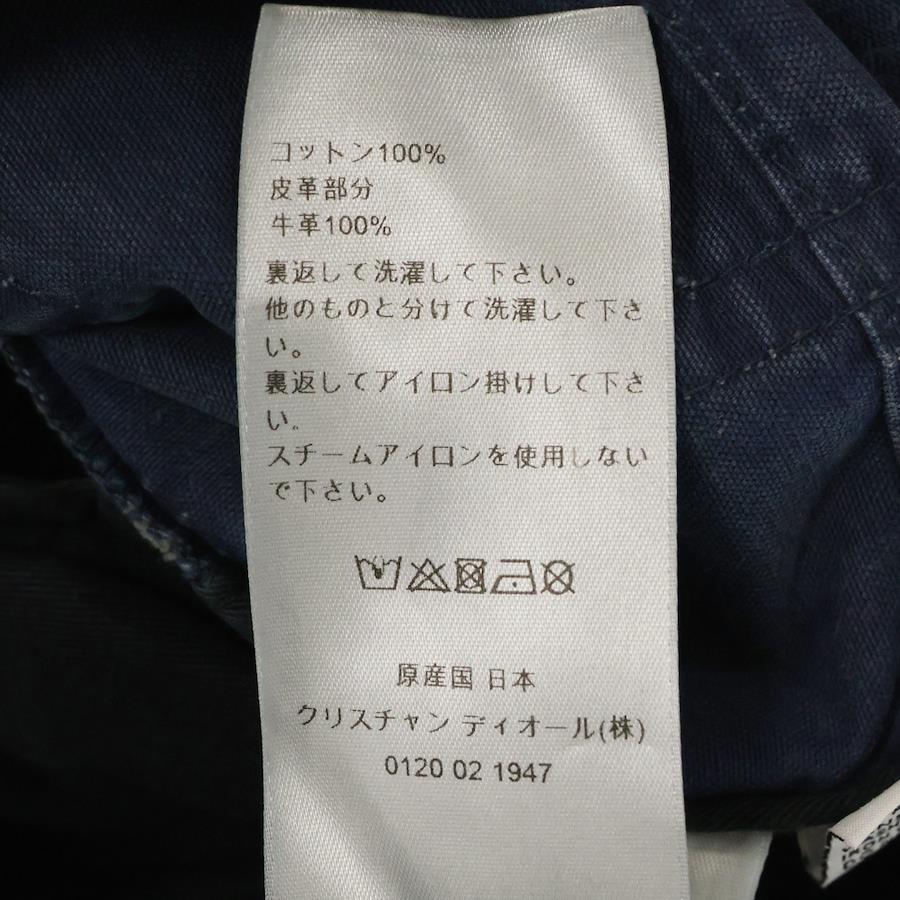 コットン100%
皮革部分
牛革100%
裏返して洗濯して下さい。
他のものと分けて洗濯して下さ
い。
裏返してアイロン掛けして下さ
い。
スチームアイロンを使用しない
で下さい。
原産国 日本
クリスチャン ディオール(株)
0120 02 1947